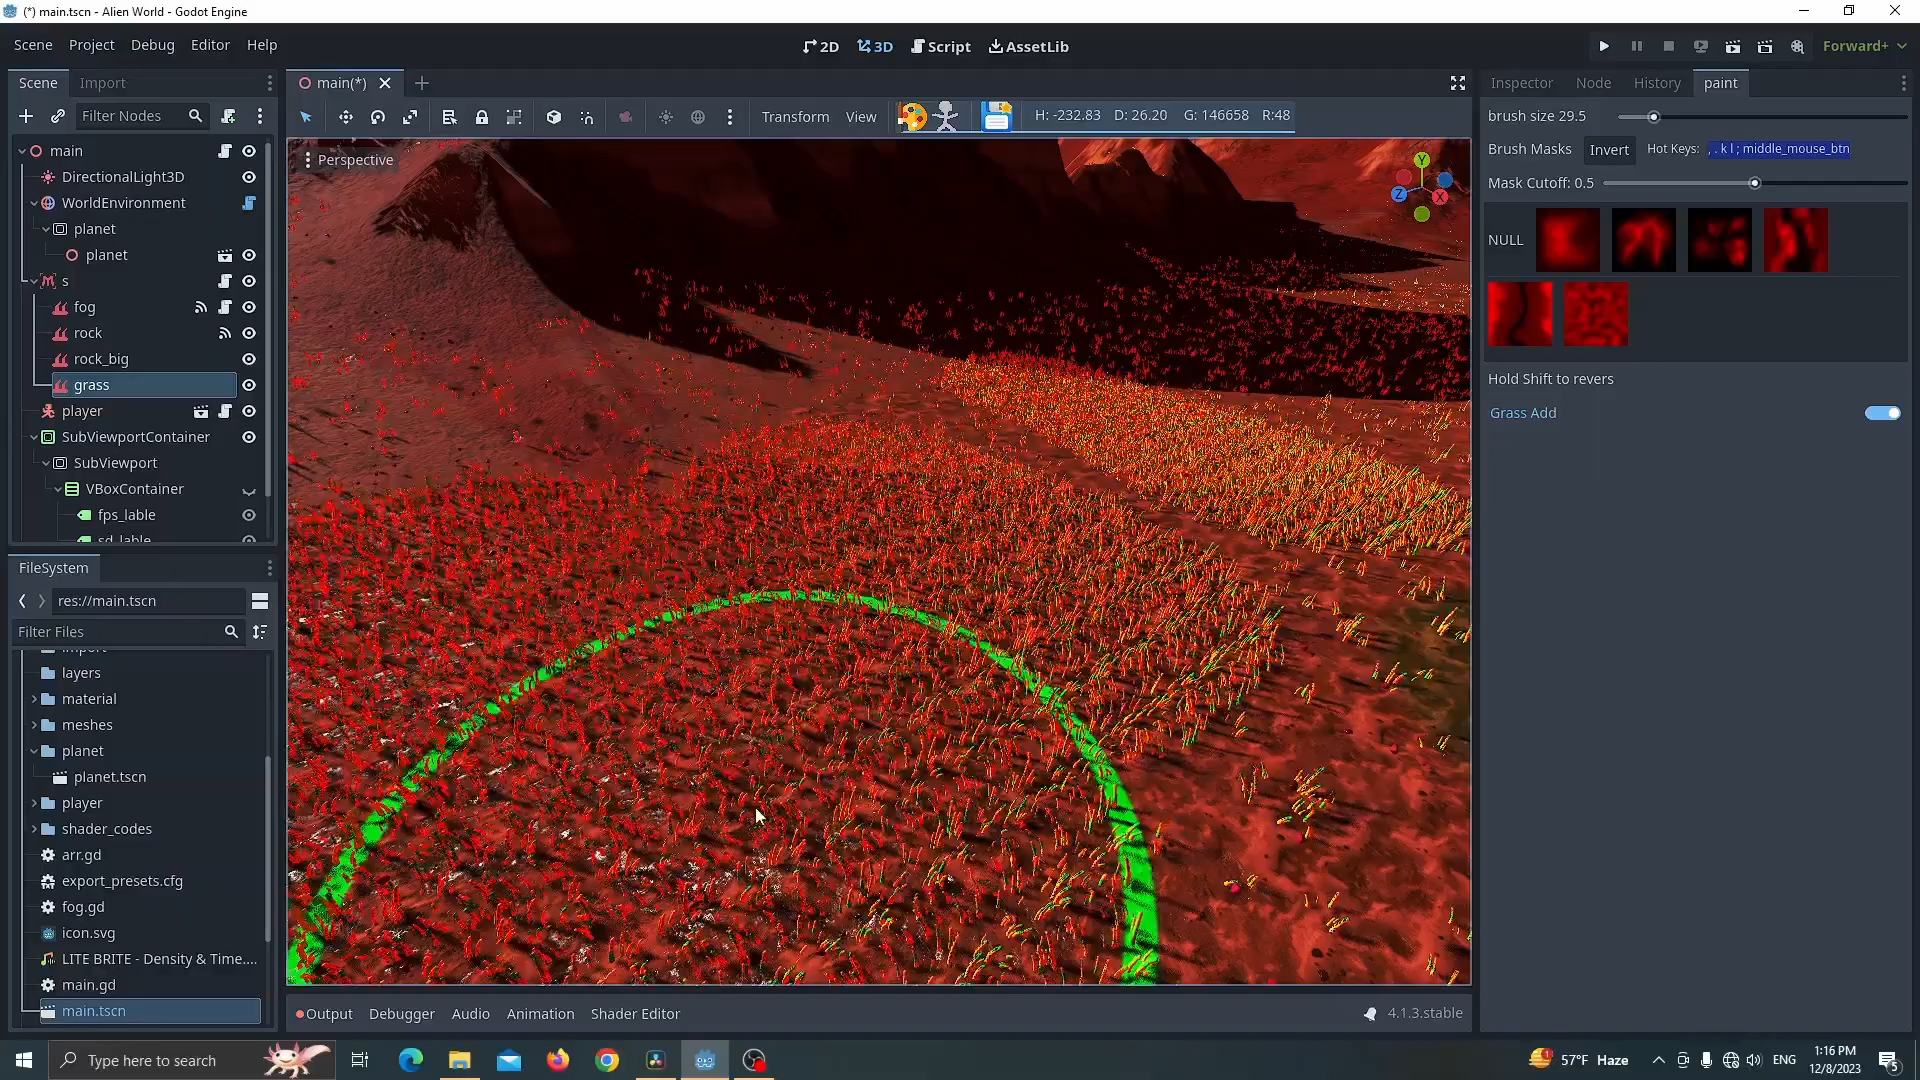 (*) main.tscn - Alien World - Godot Engine
Scene Project Debug Editor Help
2D 3D Script AssetLib
Forward+
Scene Import
main(*)
Inspector Node History paint
Filter Nodes
Transform View
H: -232.83 D: 26.20 G: 146658 R:48
Perspective
Y
Z
X
main
DirectionalLight3D
WorldEnvironment
planet
planet
s
fog
rock
rock_big
grass
player
SubViewportContainer
SubViewport
VBoxContainer
fps_lable
sd_lable
FileSystem
res://main.tscn
Filter Files
import
layers
material
meshes
planet
planet.tscn
player
shader_codes
arr.gd
export_presets.cfg
fog.gd
icon.svg
LITE BRITE - Density & Time....
main.gd
main.tscn
brush size 29.5
Brush Masks Invert Hot Keys: , . k l ; middle_mouse_btn
Mask Cutoff: 0.5
NULL
Hold Shift to revers
Grass Add
Output Debugger Audio Animation Shader Editor
4.1.3.stable
Type here to search
57°F Haze
ENG
1:16 PM
12/8/2023
1
5